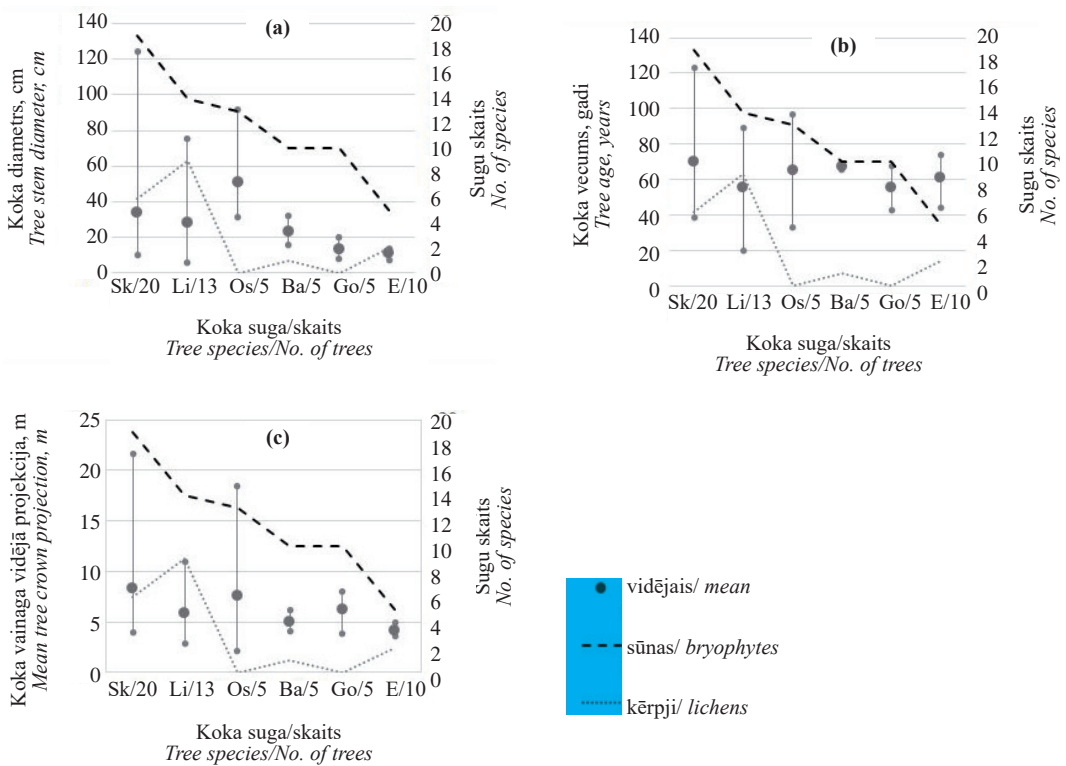 (a)
Koka diametrs, cm
Tree stem diameter, cm
140
120
100
80
60
40
20
0
20
18
16
14
12
10
8
6
4
2
0
Sugu skaits
No. of species
Sk/20 Li/13 Os/5 Ba/5 Go/5 E/10
Koka suga/skaits
Tree species/No. of trees
(b)
Koka vecums, gadi
Tree age, years
140
120
100
80
60
40
20
0
20
18
16
14
12
10
8
6
4
2
0
Sugu skaits
No. of species
Sk/20 Li/13 Os/5 Ba/5 Go/5 E/10
Koka suga/skaits
Tree species/No. of trees
(c)
Koka vainaga vidējā projekcija, m
Mean tree crown projection, m
25
20
15
10
5
0
20
18
16
14
12
10
8
6
4
2
0
Sugu skaits
No. of species
Sk/20 Li/13 Os/5 Ba/5 Go/5 E/10
Koka suga/skaits
Tree species/No. of trees
vidējais/ mean
sūnas/ bryophytes
kērpji/ lichens